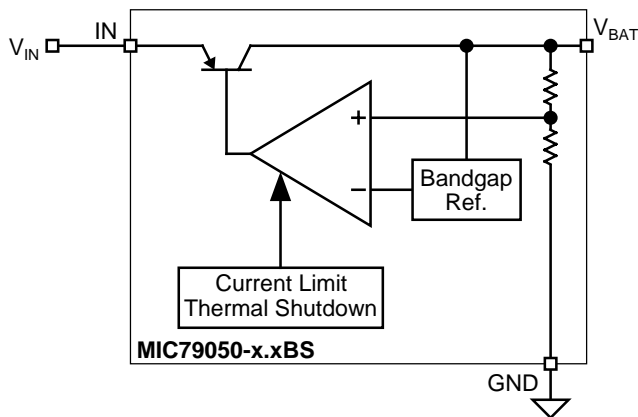 IN
V_IN
V_BAT
+
−
Bandgap
Ref.
Current Limit
Thermal Shutdown
MIC79050-x.xBS
GND